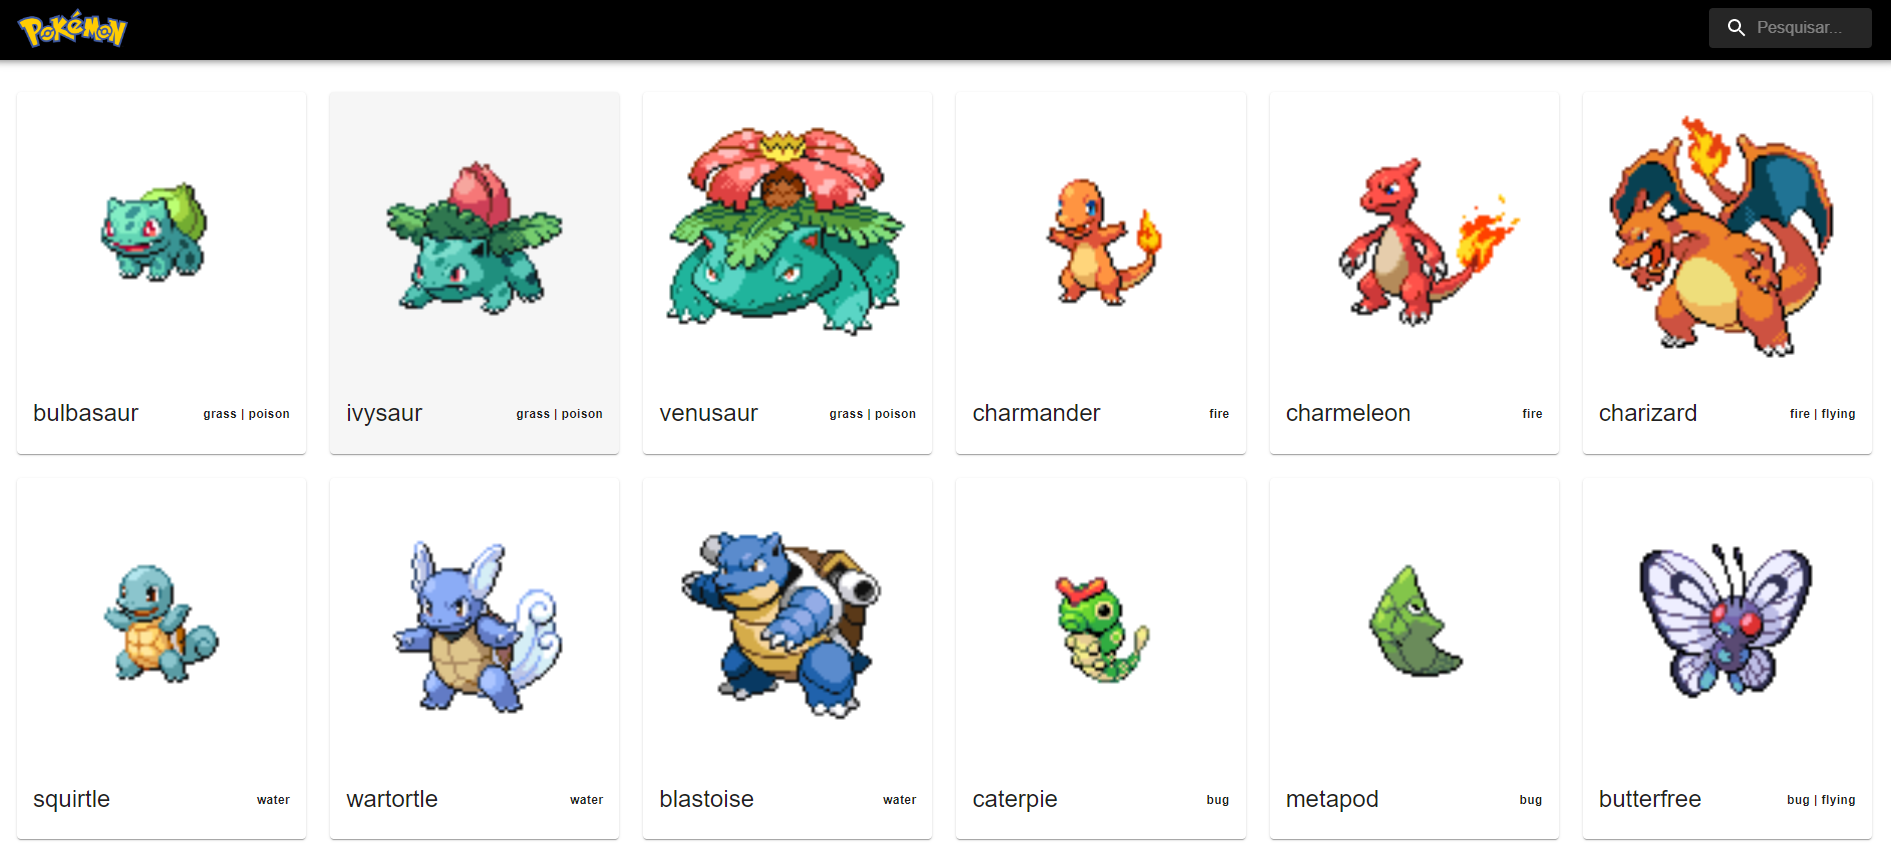 Pokémon
Pesquisar...
bulbasaur grass | poison
ivysaur grass | poison
venusaur grass | poison
charmander fire
charmeleon fire
charizard fire | flying
squirtle water
wartortle water
blastoise water
caterpie bug
metapod bug
butterfree bug | flying